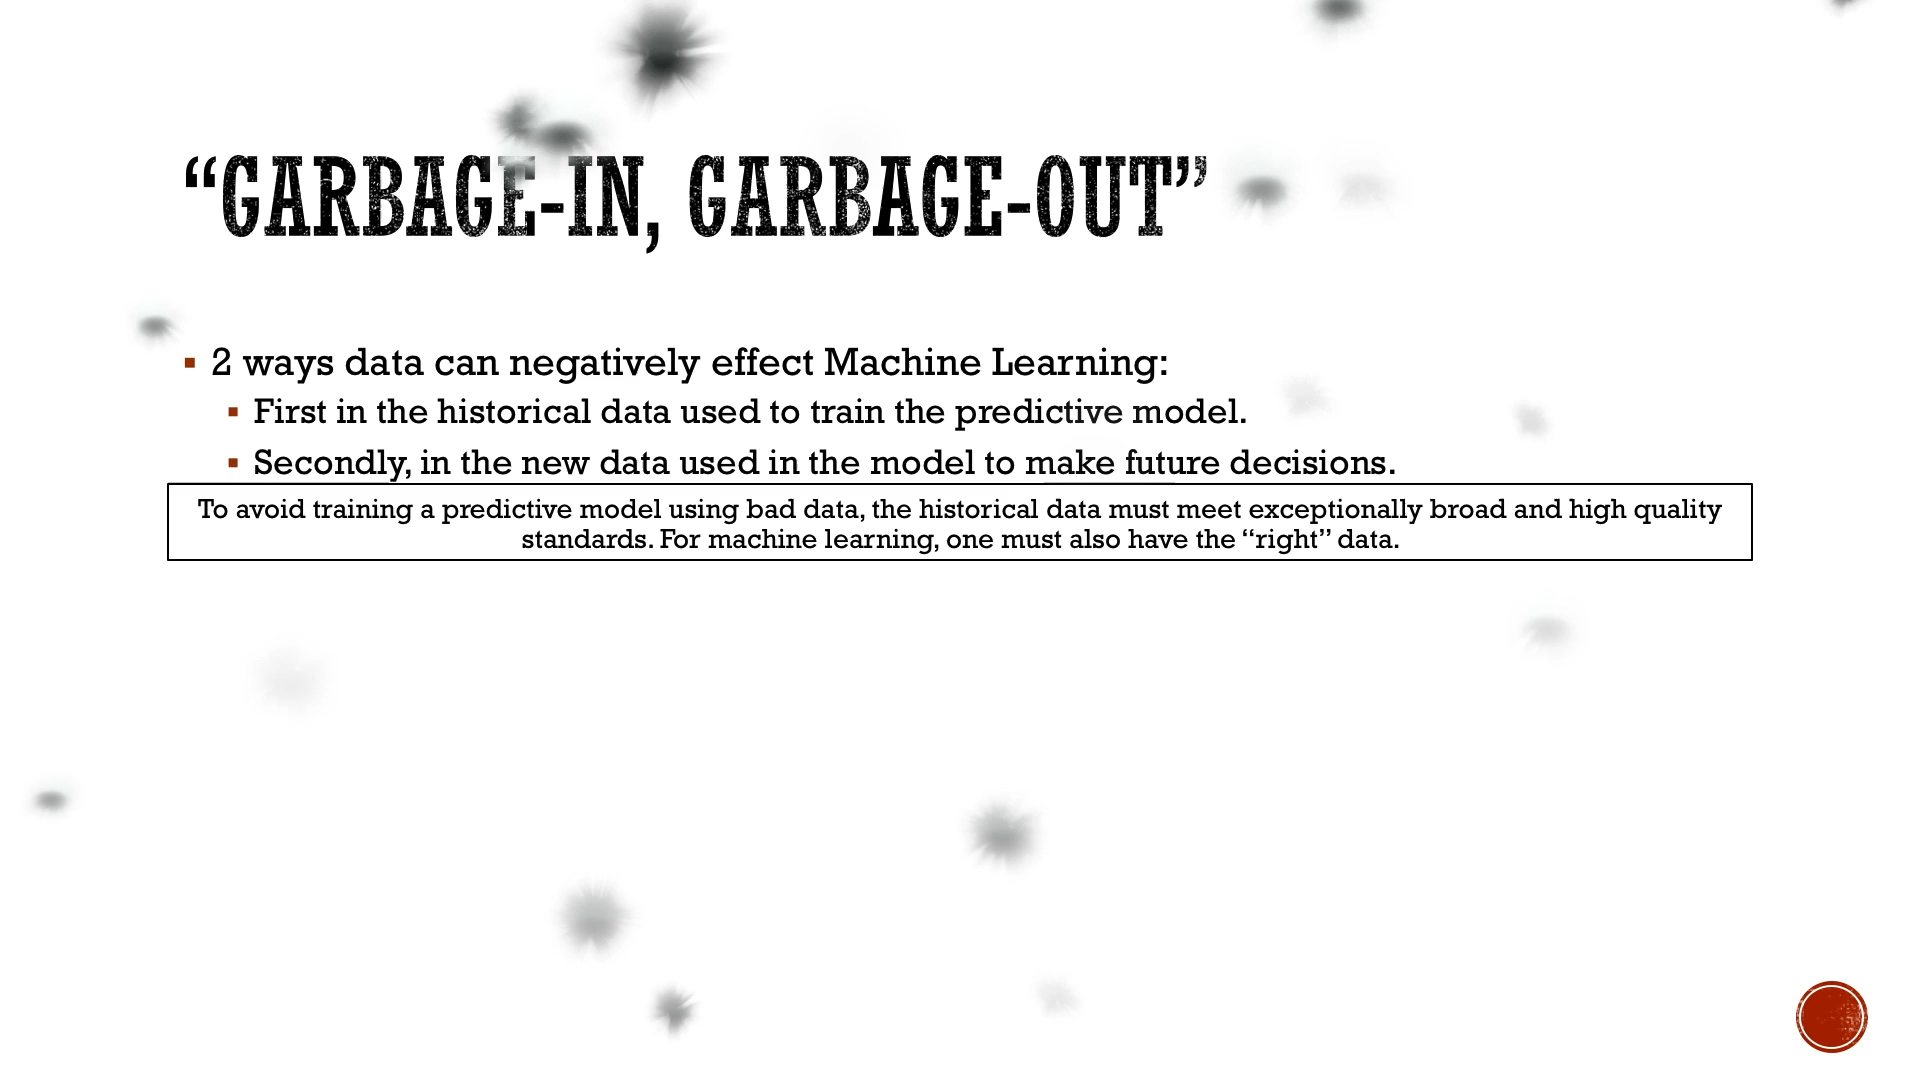 “GARBAGE-IN, GARBAGE-OUT”
▪ 2 ways data can negatively effect Machine Learning:
▪ First in the historical data used to train the predictive model.
▪ Secondly, in the new data used in the model to make future decisions.
To avoid training a predictive model using bad data, the historical data must meet exceptionally broad and high quality
standards. For machine learning, one must also have the “right” data.